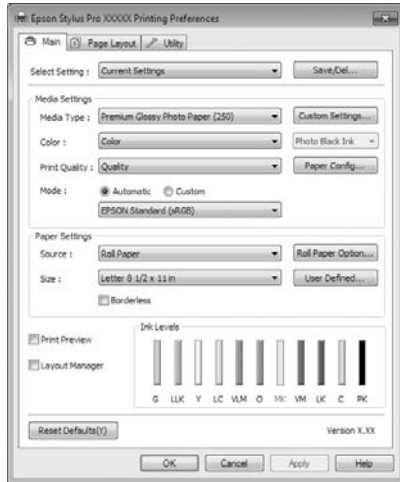 Epson Stylus Pro XXXXX Printing Preferences
Main Page Layout Utility
Select Setting : Current Settings Save/Del...
Media Settings
Media Type : Premium Glossy Photo Paper (250) Custom Settings...
Color : Color Photo Black Ink
Print Quality : Quality Paper Config...
Mode : Automatic Custom
EPSON Standard (sRGB)
Paper Settings
Source : Roll Paper Roll Paper Option...
Size : Letter 8 1/2 x 11 in User Defined...
Borderless
Print Preview
Layout Manager
Ink Levels
G LLK Y LC VLM O MK VM LK C PK
Reset Defaults(Y) Version X.XX
OK Cancel Apply Help